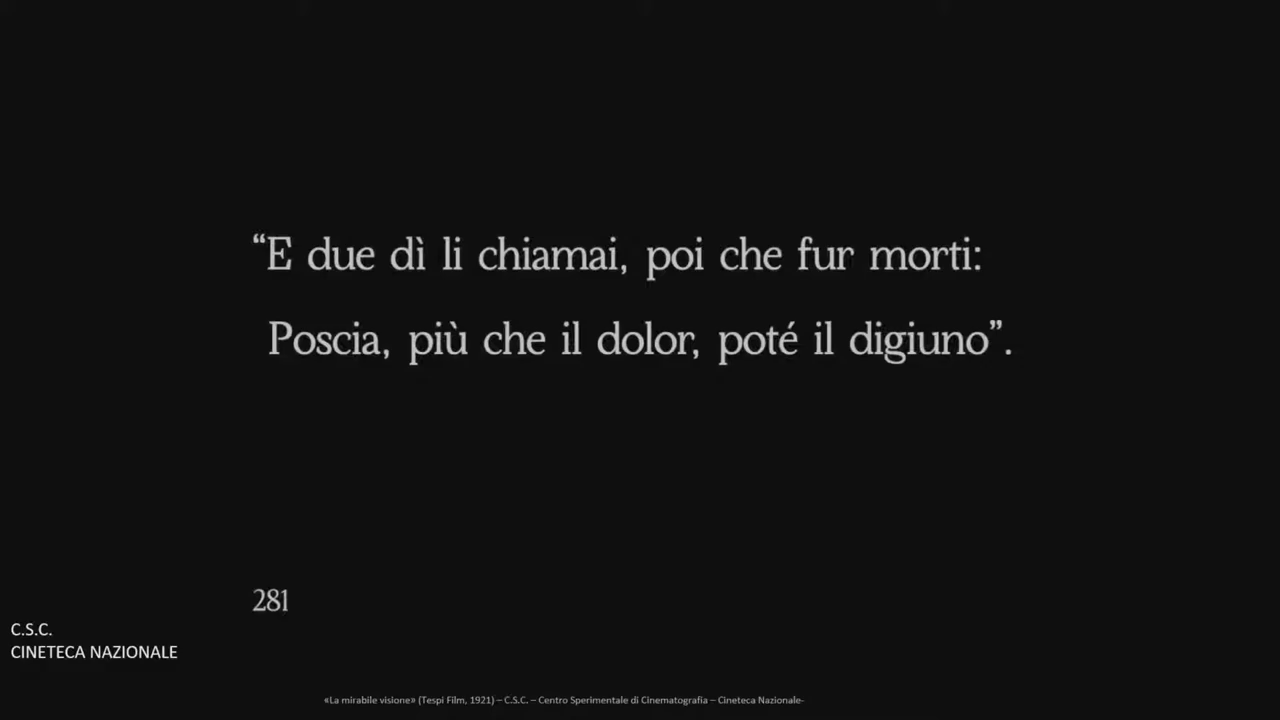 “E due dì li chiamai, poi che fur morti:
Poscia, più che il dolor, poté il digiuno”.
281
C.S.C.
CINETECA NAZIONALE
«La mirabile visione» (Tespi Film, 1921) – C.S.C. – Centro Sperimentale di Cinematografia – Cineteca Nazionale-